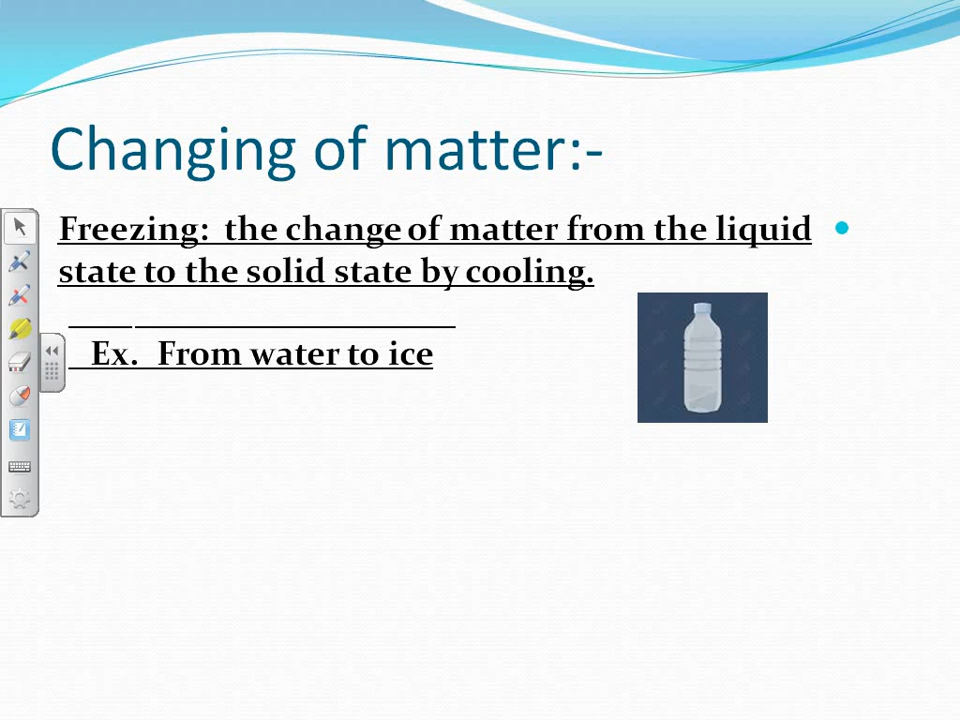 Changing of matter:-
Freezing:  the change of matter from the liquid
state to the solid state by cooling.
Ex.  From water to ice